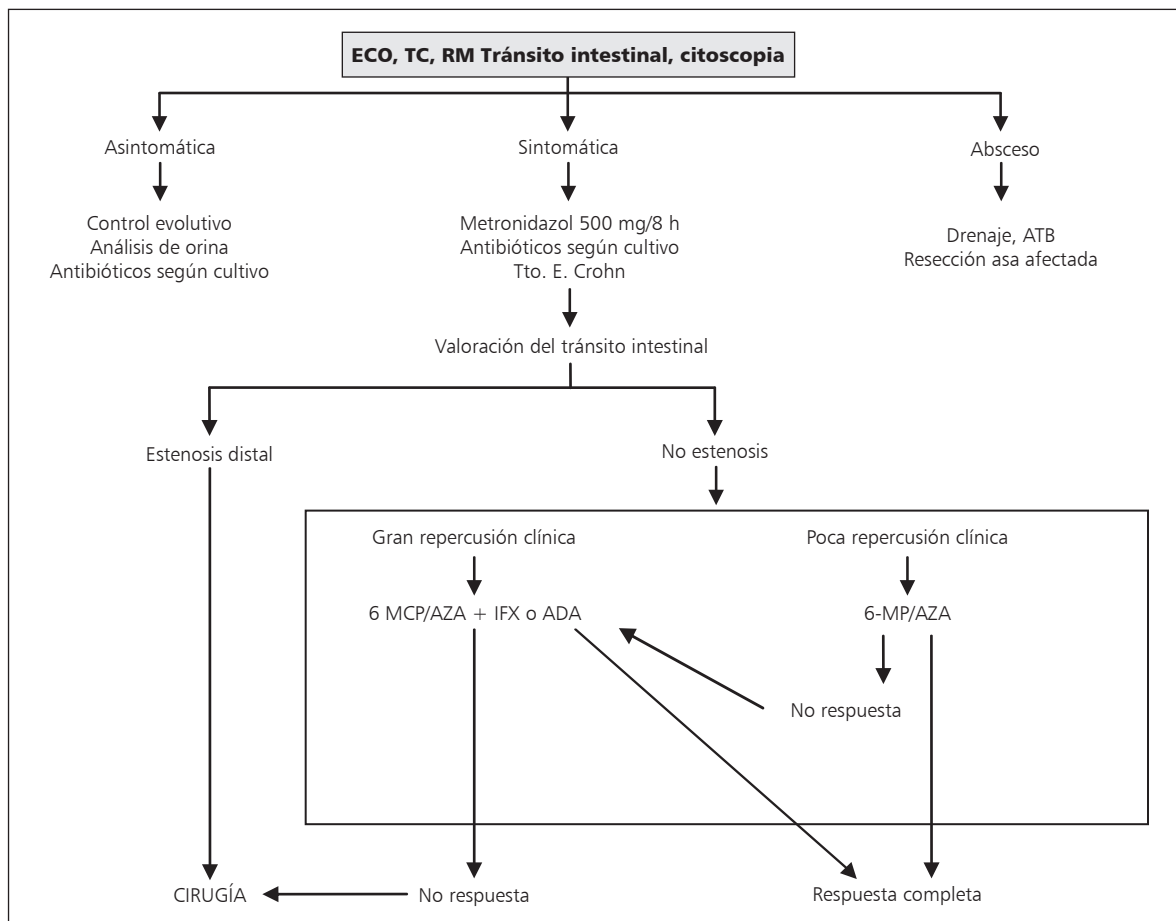 ECO, TC, RM Tránsito intestinal, citoscopia
Asintomática
Sintomática
Absceso
Control evolutivo
Análisis de orina
Antibióticos según cultivo
Metronidazol 500 mg/8 h
Antibióticos según cultivo
Tto. E. Crohn
Drenaje, ATB
Resección asa afectada
Valoración del tránsito intestinal
Estenosis distal
No estenosis
Gran repercusión clínica
Poca repercusión clínica
6 MCP/AZA + IFX o ADA
6-MP/AZA
No respuesta
CIRUGÍA
No respuesta
Respuesta completa